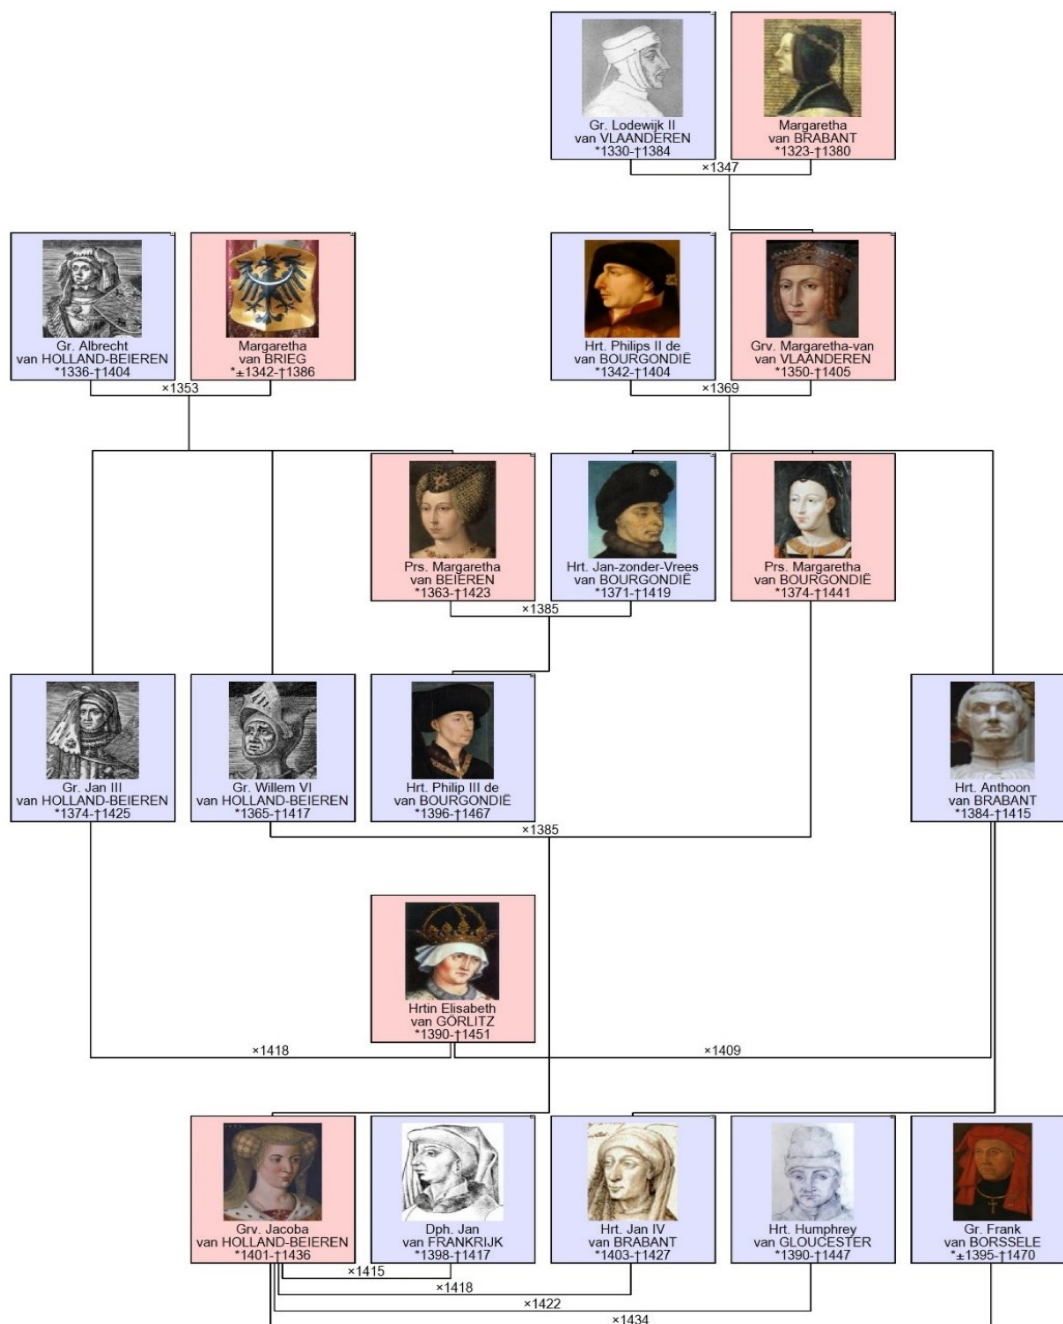 Gr. Lodewijk II
van VLAANDEREN
*1330-†1384
Margaretha
van BRABANT
*1323-†1380
×1347
Gr. Albrecht
van HOLLAND-BEIEREN
*1336-†1404
Margaretha
van BRIEG
*±1342-†1386
Hrt. Philips II de
van BOURGONDIË
*1342-†1404
Grv. Margaretha-van
van VLAANDEREN
*1350-†1405
×1353
×1369
Prs. Margaretha
van BEIEREN
*1363-†1423
Hrt. Jan-zonder-Vrees
van BOURGONDIË
*1371-†1419
Prs. Margaretha
van BOURGONDIË
*1374-†1441
×1385
Gr. Jan III
van HOLLAND-BEIEREN
*1374-†1425
Gr. Willem VI
van HOLLAND-BEIEREN
*1365-†1417
Hrt. Philip III de
van BOURGONDIË
*1396-†1467
Hrt. Anthoon
van BRABANT
*1384-†1415
×1385
Hrtin Elisabeth
van GÖRLITZ
*1390-†1451
×1418
×1409
Grv. Jacoba
van HOLLAND-BEIEREN
*1401-†1436
Dph. Jan
van FRANKRIJK
*1398-†1417
Hrt. Jan IV
van BRABANT
*1403-†1427
Hrt. Humphrey
van GLOUCESTER
*1390-†1447
Gr. Frank
van BORSSELE
*±1395-†1470
×1415
×1418
×1422
×1434